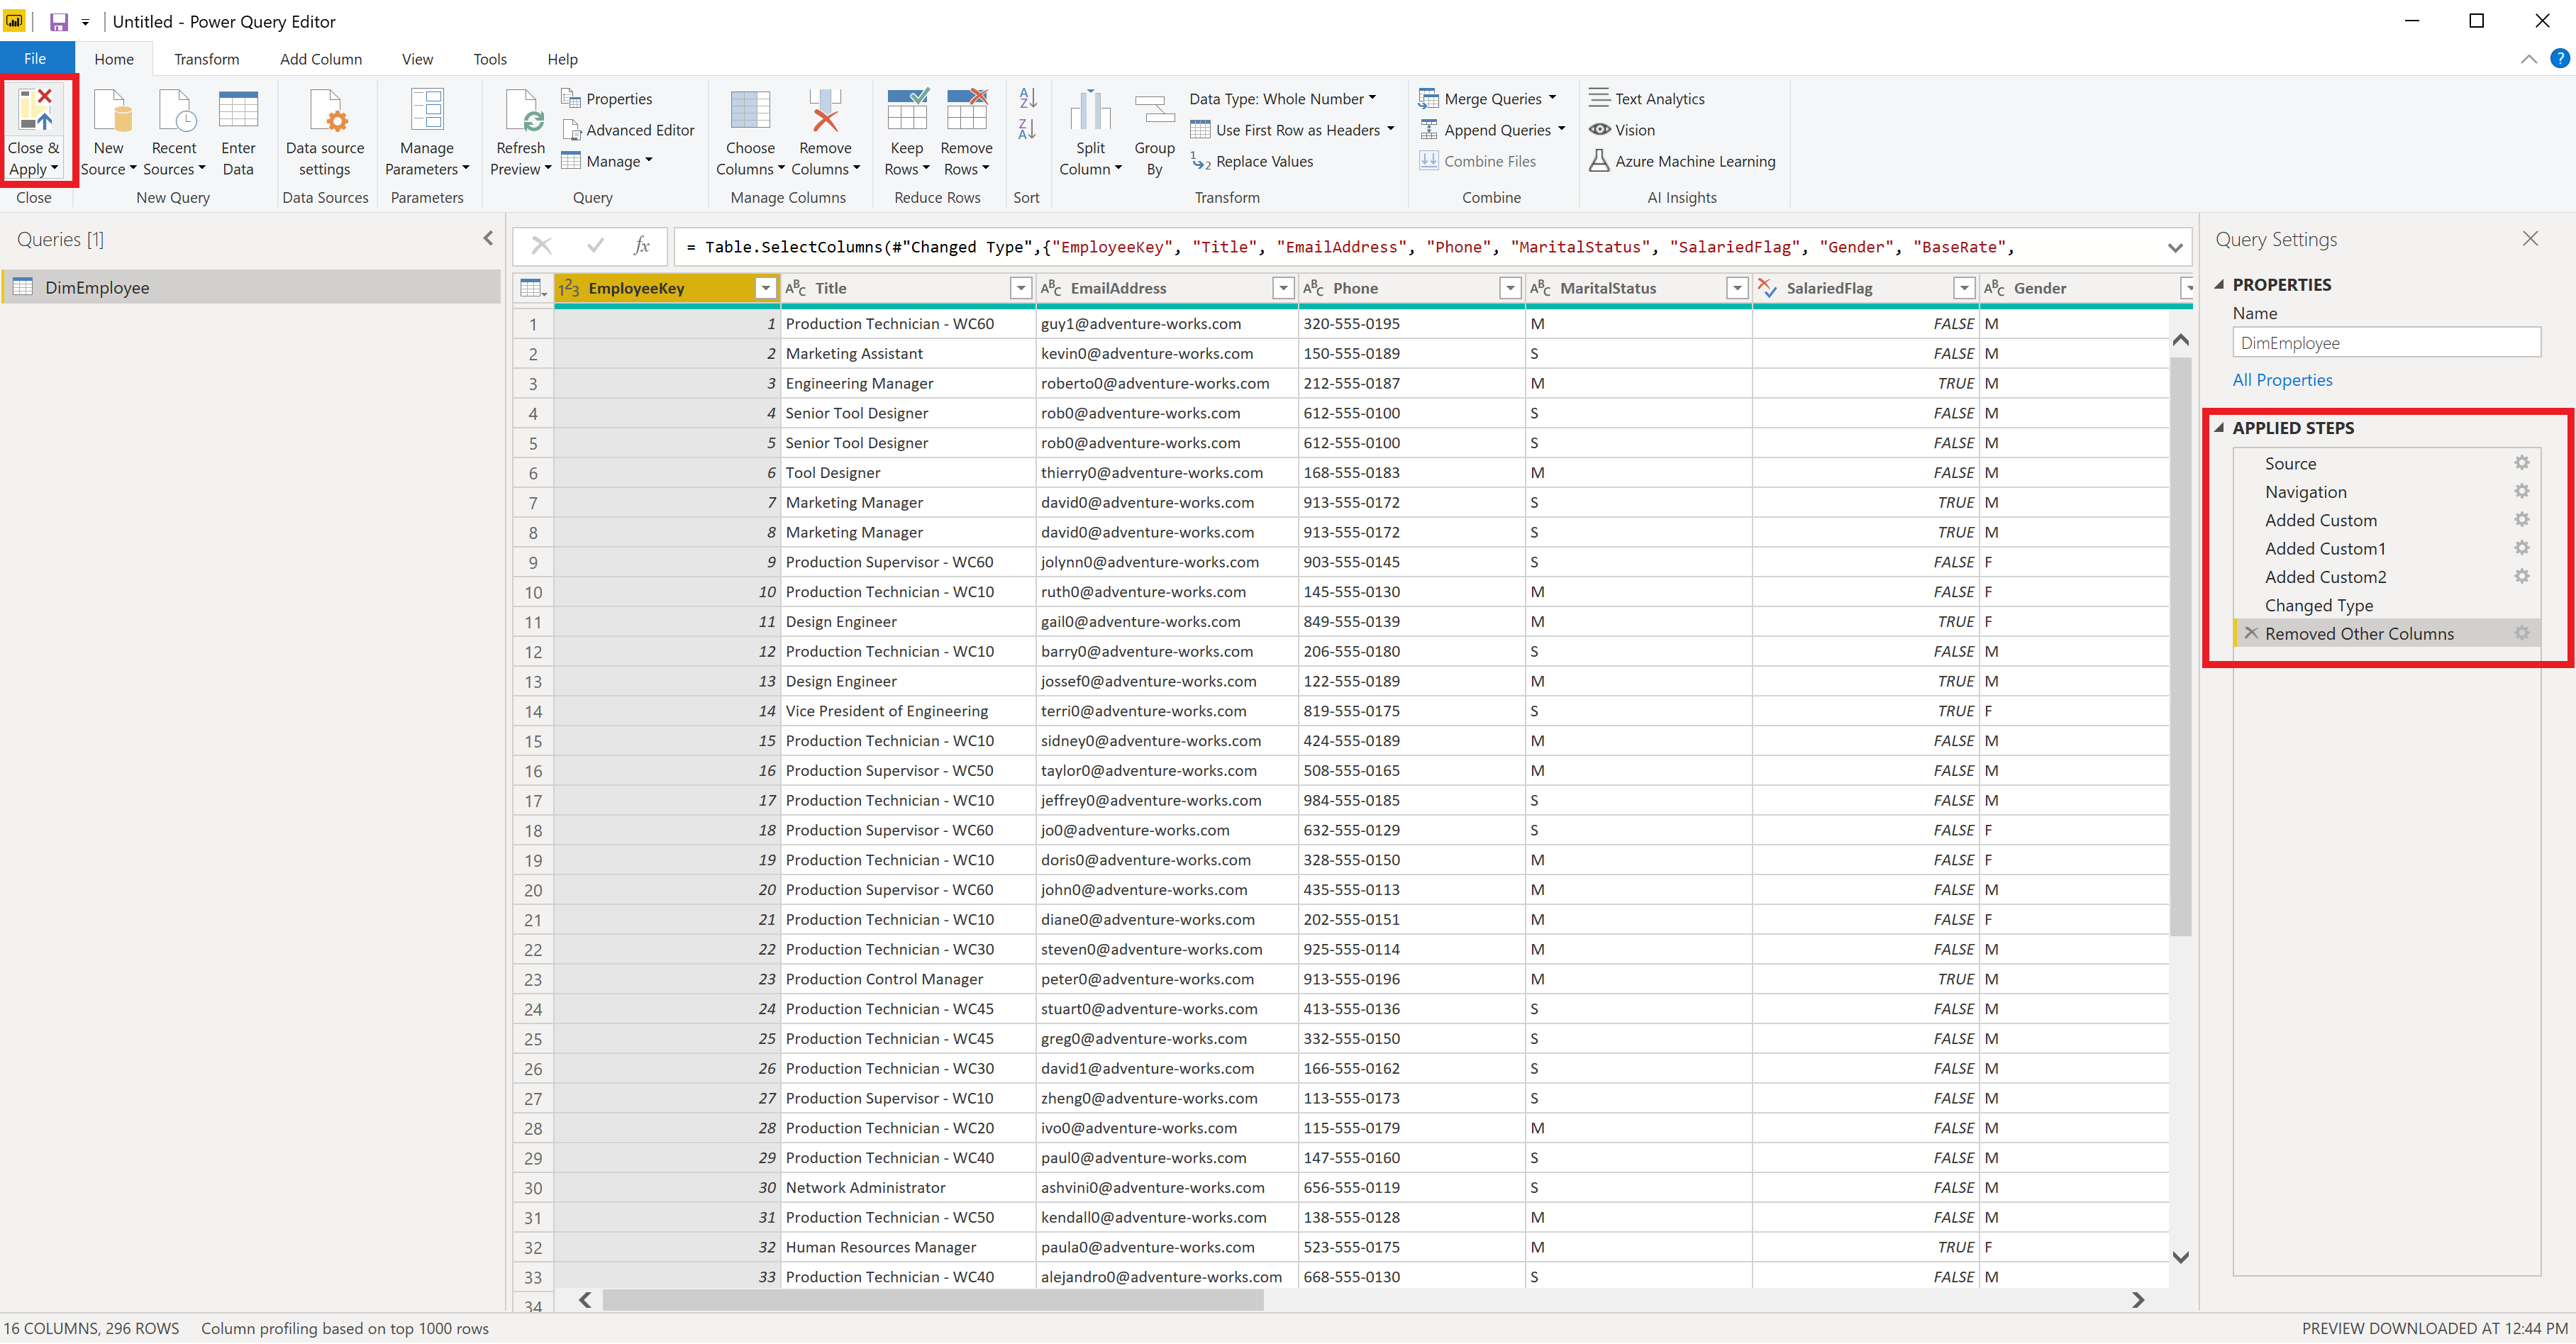 Untitled - Power Query Editor
File Home Transform Add Column View Tools Help
Close & Apply
New Source
Recent Sources
Enter Data
Data source settings
Manage Parameters
Refresh Preview
Properties
Advanced Editor
Manage
Choose Columns
Remove Columns
Keep Rows
Remove Rows
Split Column
Group By
Data Type: Whole Number
Use First Row as Headers
Replace Values
Merge Queries
Append Queries
Combine Files
Text Analytics
Vision
Azure Machine Learning
Close New Query Data Sources Parameters Query Manage Columns Reduce Rows Sort Transform Combine AI Insights
Queries [1]
DimEmployee
fx = Table.SelectColumns(#"Changed Type",{"EmployeeKey", "Title", "EmailAddress", "Phone", "MaritalStatus", "SalariedFlag", "Gender", "BaseRate",
EmployeeKey Title EmailAddress Phone MaritalStatus SalariedFlag Gender
1 1 Production Technician - WC60 guy1@adventure-works.com 320-555-0195 M FALSE M
2 2 Marketing Assistant kevin0@adventure-works.com 150-555-0189 S FALSE M
3 3 Engineering Manager roberto0@adventure-works.com 212-555-0187 M TRUE M
4 4 Senior Tool Designer rob0@adventure-works.com 612-555-0100 S FALSE M
5 5 Senior Tool Designer rob0@adventure-works.com 612-555-0100 S FALSE M
6 6 Tool Designer thierry0@adventure-works.com 168-555-0183 M FALSE M
7 7 Marketing Manager david0@adventure-works.com 913-555-0172 S TRUE M
8 8 Marketing Manager david0@adventure-works.com 913-555-0172 S TRUE M
9 9 Production Supervisor - WC60 jolynn0@adventure-works.com 903-555-0145 S FALSE F
10 10 Production Technician - WC10 ruth0@adventure-works.com 145-555-0130 M FALSE F
11 11 Design Engineer gail0@adventure-works.com 849-555-0139 M TRUE F
12 12 Production Technician - WC10 barry0@adventure-works.com 206-555-0180 S FALSE M
13 13 Design Engineer jossef0@adventure-works.com 122-555-0189 M TRUE M
14 14 Vice President of Engineering terri0@adventure-works.com 819-555-0175 S TRUE F
15 15 Production Technician - WC10 sidney0@adventure-works.com 424-555-0189 M FALSE M
16 16 Production Supervisor - WC50 taylor0@adventure-works.com 508-555-0165 M FALSE M
17 17 Production Technician - WC10 jeffrey0@adventure-works.com 984-555-0185 S FALSE M
18 18 Production Supervisor - WC60 jo0@adventure-works.com 632-555-0129 S FALSE F
19 19 Production Technician - WC10 doris0@adventure-works.com 328-555-0150 M FALSE F
20 20 Production Supervisor - WC60 john0@adventure-works.com 435-555-0113 M FALSE M
21 21 Production Technician - WC10 diane0@adventure-works.com 202-555-0151 M FALSE F
22 22 Production Technician - WC30 steven0@adventure-works.com 925-555-0114 M FALSE M
23 23 Production Control Manager peter0@adventure-works.com 913-555-0196 M TRUE M
24 24 Production Technician - WC45 stuart0@adventure-works.com 413-555-0136 S FALSE M
25 25 Production Technician - WC45 greg0@adventure-works.com 332-555-0150 S FALSE M
26 26 Production Technician - WC30 david1@adventure-works.com 166-555-0162 S FALSE M
27 27 Production Supervisor - WC10 zheng0@adventure-works.com 113-555-0173 S FALSE M
28 28 Production Technician - WC20 ivo0@adventure-works.com 115-555-0179 M FALSE M
29 29 Production Technician - WC40 paul0@adventure-works.com 147-555-0160 S FALSE M
30 30 Network Administrator ashvini0@adventure-works.com 656-555-0119 S FALSE M
31 31 Production Technician - WC50 kendall0@adventure-works.com 138-555-0128 M FALSE M
32 32 Human Resources Manager paula0@adventure-works.com 523-555-0175 M TRUE F
33 33 Production Technician - WC40 alejandro0@adventure-works.com 668-555-0130 S FALSE M
34
Query Settings
PROPERTIES
Name
DimEmployee
All Properties
APPLIED STEPS
Source
Navigation
Added Custom
Added Custom1
Added Custom2
Changed Type
Removed Other Columns
16 COLUMNS, 296 ROWS Column profiling based on top 1000 rows
PREVIEW DOWNLOADED AT 12:44 PM